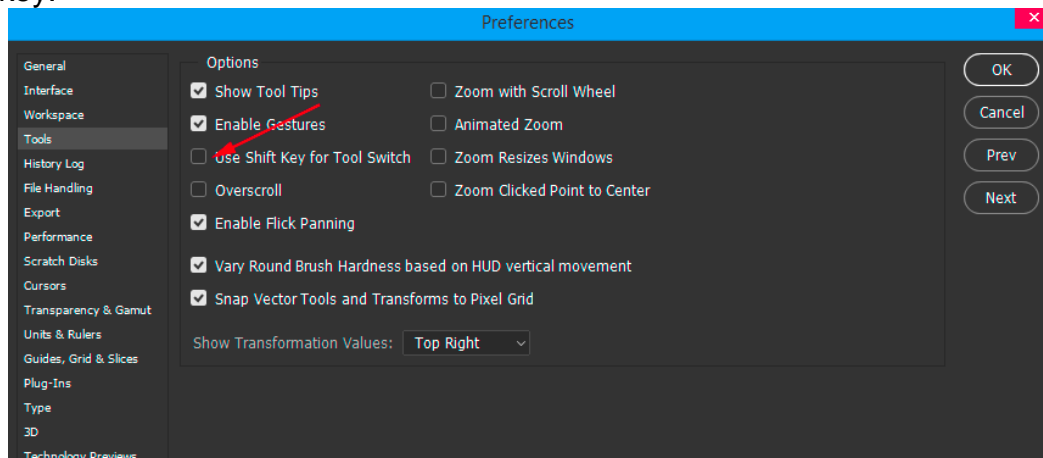 key.
Preferences
General
Interface
Workspace
Tools
History Log
File Handling
Export
Performance
Scratch Disks
Cursors
Transparency & Gamut
Units & Rulers
Guides, Grid & Slices
Plug-Ins
Type
3D
Technology Previews
Options
Show Tool Tips
Enable Gestures
Use Shift Key for Tool Switch
Overscroll
Enable Flick Panning
Zoom with Scroll Wheel
Animated Zoom
Zoom Resizes Windows
Zoom Clicked Point to Center
Vary Round Brush Hardness based on HUD vertical movement
Snap Vector Tools and Transforms to Pixel Grid
Show Transformation Values: Top Right
OK
Cancel
Prev
Next